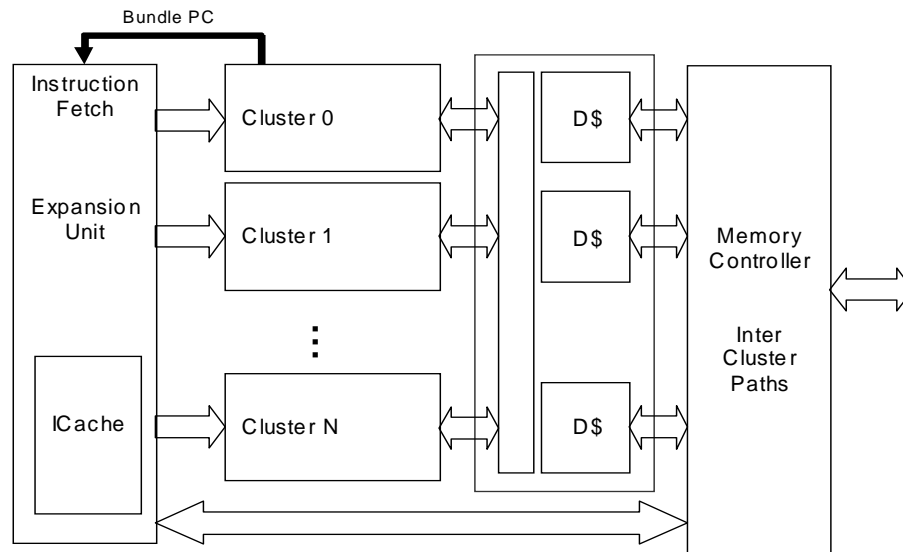 Bundle PC
Instruction
Fetch
Expansion
Unit
ICache
Cluster 0
Cluster 1
Cluster N
D$
D$
D$
Memory
Controller
Inter
Cluster
Paths